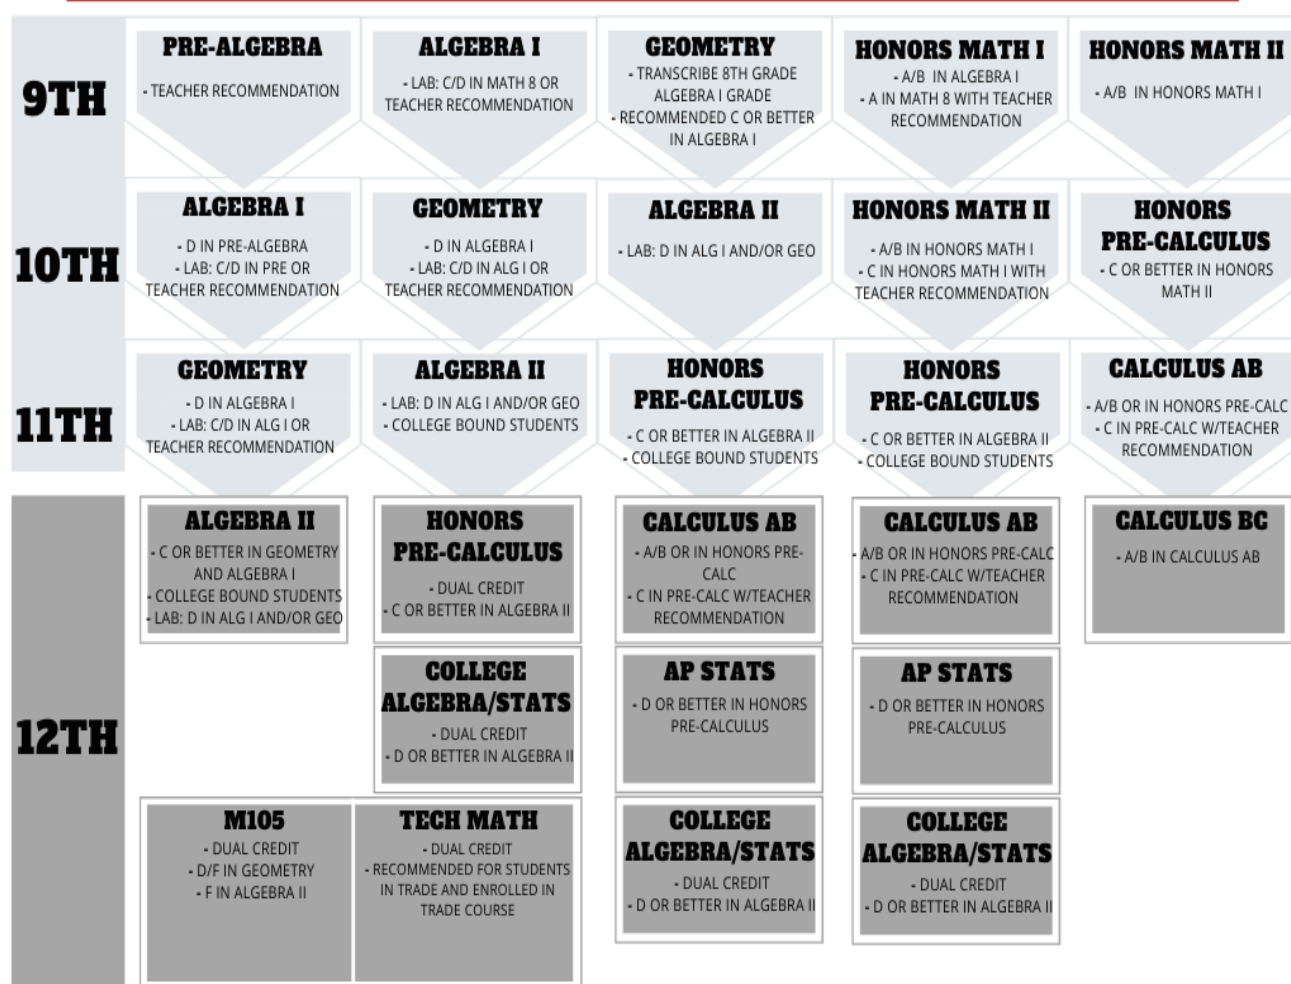 9TH
PRE-ALGEBRA
- TEACHER RECOMMENDATION
ALGEBRA I
- LAB: C/D IN MATH 8 OR
TEACHER RECOMMENDATION
GEOMETRY
- TRANSCRIBE 8TH GRADE
ALGEBRA I GRADE
- RECOMMENDED C OR BETTER
IN ALGEBRA I
HONORS MATH I
- A/B IN ALGEBRA I
- A IN MATH 8 WITH TEACHER
RECOMMENDATION
HONORS MATH II
- A/B IN HONORS MATH I
10TH
ALGEBRA I
- D IN PRE-ALGEBRA
- LAB: C/D IN PRE OR
TEACHER RECOMMENDATION
GEOMETRY
- D IN ALGEBRA I
- LAB: C/D IN ALG I OR
TEACHER RECOMMENDATION
ALGEBRA II
- LAB: D IN ALG I AND/OR GEO
HONORS MATH II
- A/B IN HONORS MATH I
- C IN HONORS MATH I WITH
TEACHER RECOMMENDATION
HONORS
PRE-CALCULUS
- C OR BETTER IN HONORS
MATH II
11TH
GEOMETRY
- D IN ALGEBRA I
- LAB: C/D IN ALG I OR
TEACHER RECOMMENDATION
ALGEBRA II
- LAB: D IN ALG I AND/OR GEO
- COLLEGE BOUND STUDENTS
HONORS
PRE-CALCULUS
- C OR BETTER IN ALGEBRA II
- COLLEGE BOUND STUDENTS
HONORS
PRE-CALCULUS
- C OR BETTER IN ALGEBRA II
- COLLEGE BOUND STUDENTS
CALCULUS AB
- A/B OR IN HONORS PRE-CALC
- C IN PRE-CALC W/TEACHER
RECOMMENDATION
12TH
ALGEBRA II
- C OR BETTER IN GEOMETRY
AND ALGEBRA I
- COLLEGE BOUND STUDENTS
- LAB: D IN ALG I AND/OR GEO
HONORS
PRE-CALCULUS
- DUAL CREDIT
- C OR BETTER IN ALGEBRA II
CALCULUS AB
- A/B OR IN HONORS PRE-
CALC
- C IN PRE-CALC W/TEACHER
RECOMMENDATION
CALCULUS AB
- A/B OR IN HONORS PRE-CALC
- C IN PRE-CALC W/TEACHER
RECOMMENDATION
CALCULUS BC
- A/B IN CALCULUS AB
COLLEGE
ALGEBRA/STATS
- DUAL CREDIT
- D OR BETTER IN ALGEBRA II
AP STATS
- D OR BETTER IN HONORS
PRE-CALCULUS
AP STATS
- D OR BETTER IN HONORS
PRE-CALCULUS
M105
- DUAL CREDIT
- D/F IN GEOMETRY
- F IN ALGEBRA II
TECH MATH
- DUAL CREDIT
- RECOMMENDED FOR STUDENTS
IN TRADE AND ENROLLED IN
TRADE COURSE
COLLEGE
ALGEBRA/STATS
- DUAL CREDIT
- D OR BETTER IN ALGEBRA II
COLLEGE
ALGEBRA/STATS
- DUAL CREDIT
- D OR BETTER IN ALGEBRA II